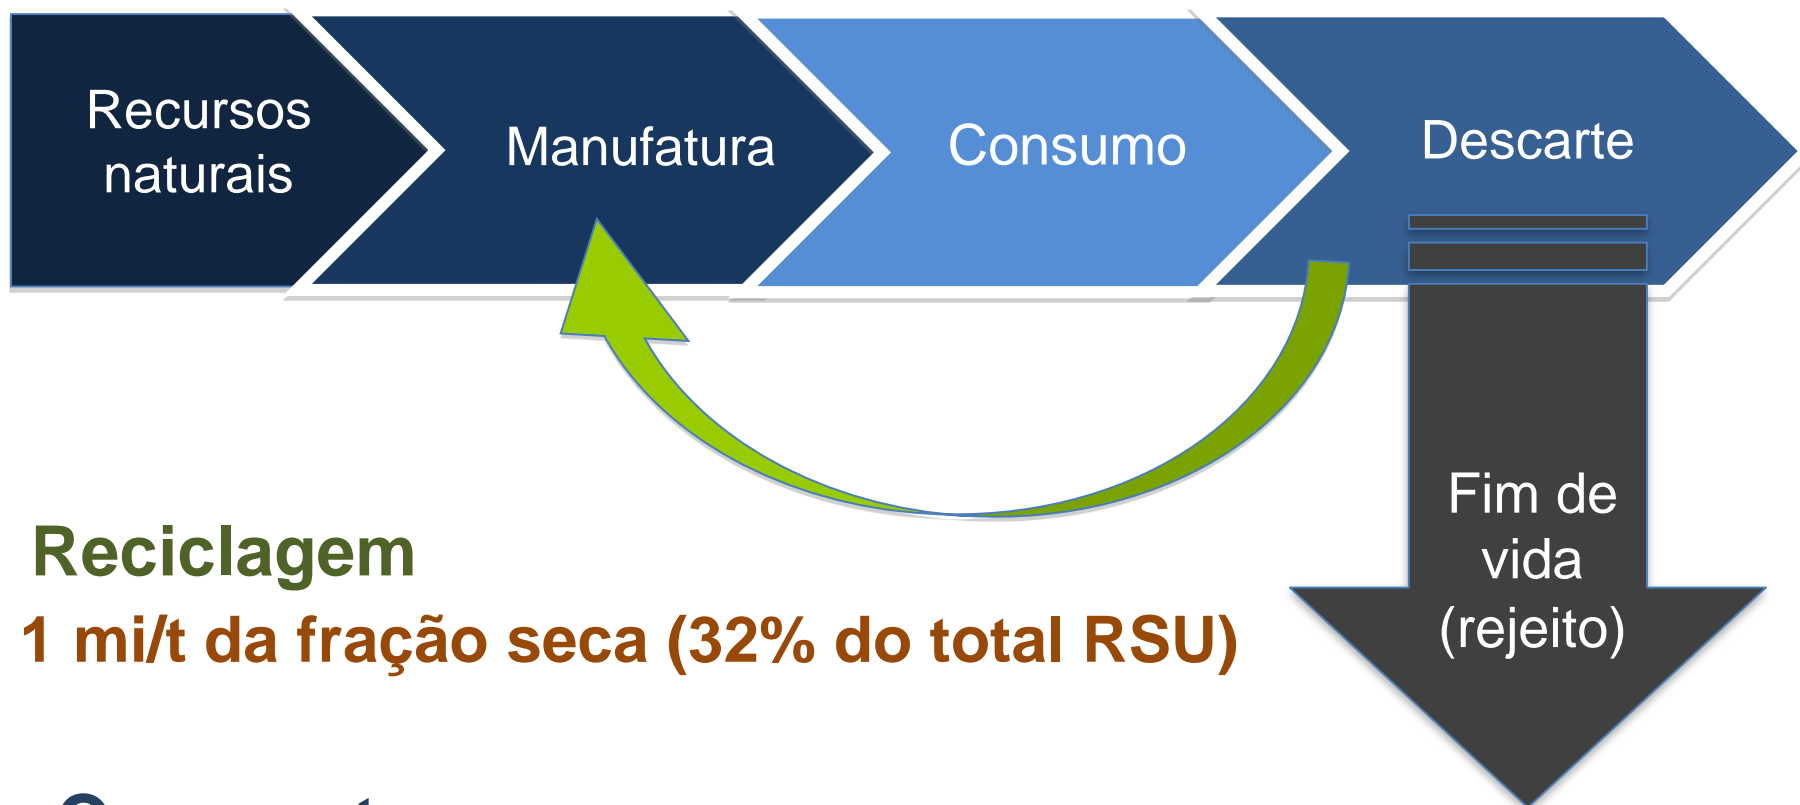 Recursos
naturais
Manufatura
Consumo
Descarte
Fim de
vida
(rejeito)
Reciclagem
1 mi/t da fração seca (32% do total RSU)